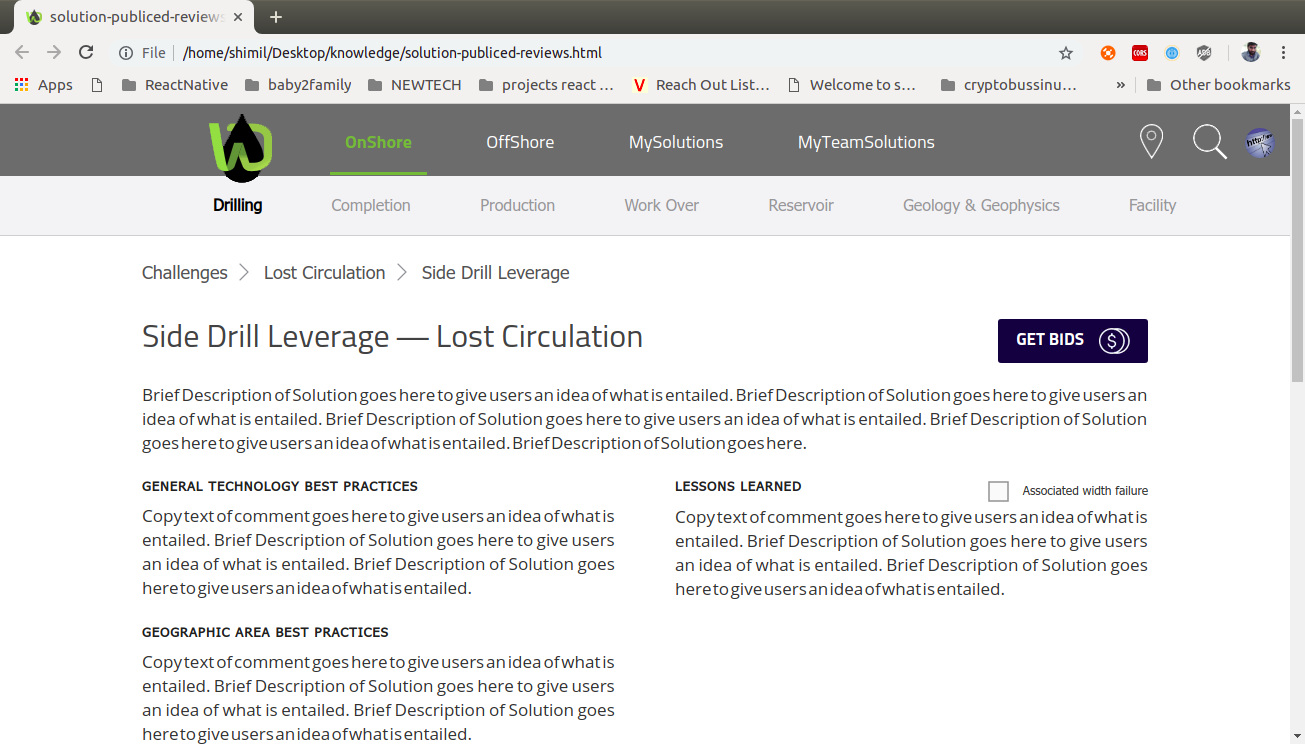 solution-publiced-reviews
File /home/shimil/Desktop/knowledge/solution-publiced-reviews.html
CORS
ABP
Apps ReactNative baby2family NEWTECH projects react ... V Reach Out List... Welcome to s... cryptobussinu... » Other bookmarks
OnShore OffShore MySolutions MyTeamSolutions
Drilling Completion Production Work Over Reservoir Geology & Geophysics Facility
Challenges Lost Circulation Side Drill Leverage
Side Drill Leverage — Lost Circulation
GET BIDS $
Brief Description of Solution goes here to give users an idea of what is entailed. Brief Description of Solution goes here to give users an
idea of what is entailed. Brief Description of Solution goes here to give users an idea of what is entailed. Brief Description of Solution
goes here to give users an idea of what is entailed. Brief Description of Solution goes here.
GENERAL TECHNOLOGY BEST PRACTICES
Copy text of comment goes here to give users an idea of what is
entailed. Brief Description of Solution goes here to give users
an idea of what is entailed. Brief Description of Solution goes
here to give users an idea of what is entailed.
GEOGRAPHIC AREA BEST PRACTICES
Copy text of comment goes here to give users an idea of what is
entailed. Brief Description of Solution goes here to give users
an idea of what is entailed. Brief Description of Solution goes
here to give users an idea of what is entailed.
LESSONS LEARNED
Associated width failure
Copy text of comment goes here to give users an idea of what is
entailed. Brief Description of Solution goes here to give users
an idea of what is entailed. Brief Description of Solution goes
here to give users an idea of what is entailed.